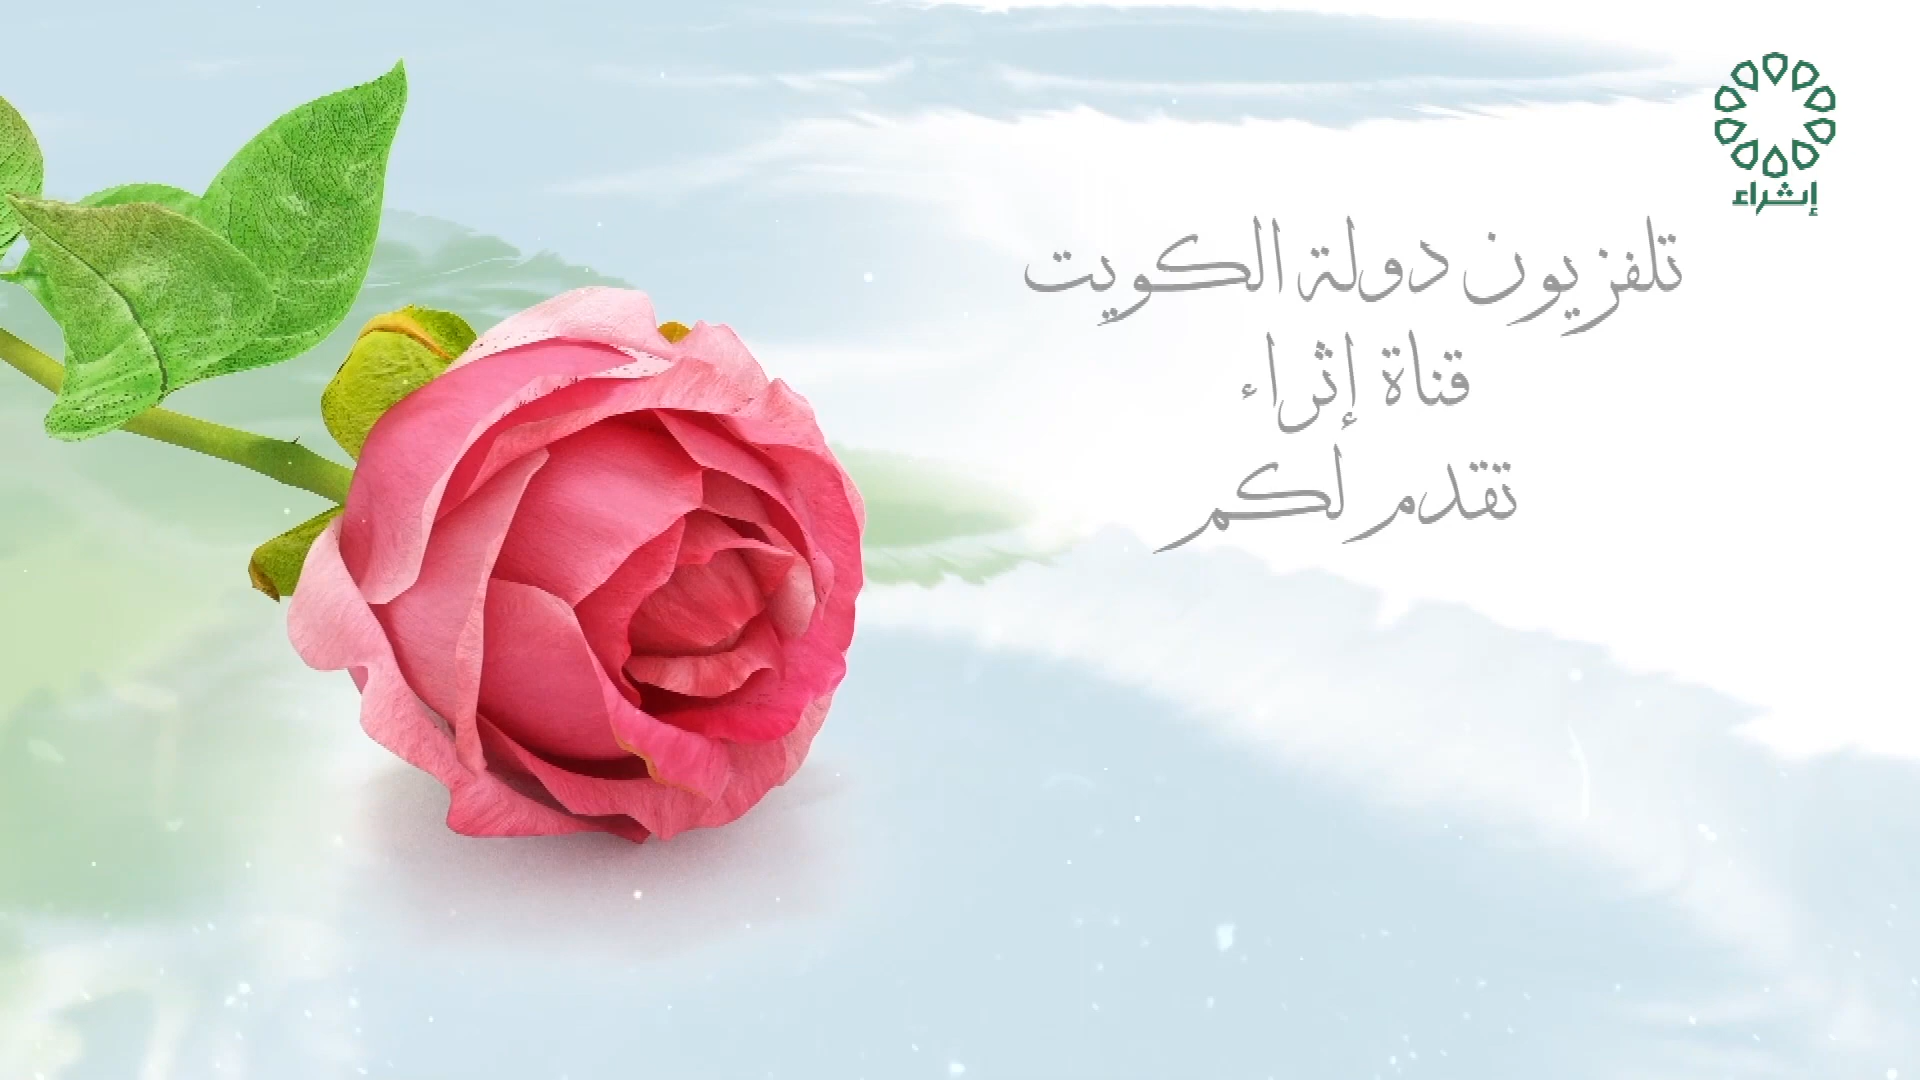 إثراء
تلفزيون دولة الكويت
قناة إثراء
تقدم لكم